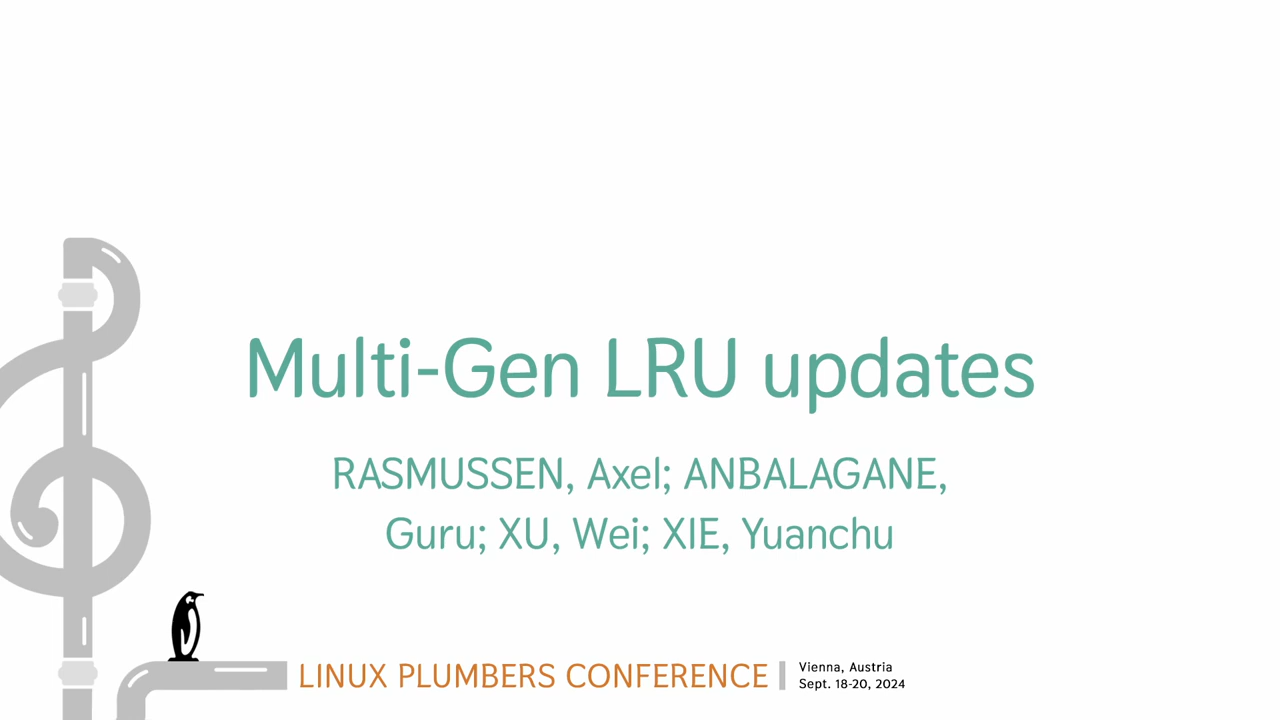 Multi-Gen LRU updates
RASMUSSEN, Axel; ANBALAGANE,
Guru; XU, Wei; XIE, Yuanchu
LINUX PLUMBERS CONFERENCE
Vienna, Austria
Sept. 18-20, 2024